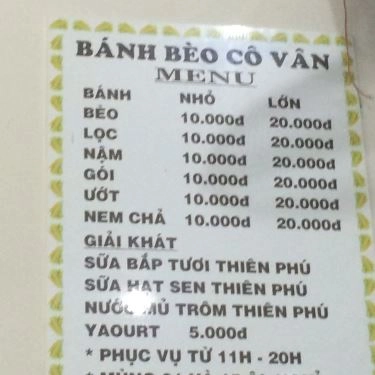 BÁNH BÈO CÔ VÂN
MENU
BÁNH NHỎ LỚN
BÈO 10.000đ 20.000đ
LỌC 10.000đ 20.000đ
NẬM 10.000đ 20.000đ
GÓI 10.000đ 20.000đ
ƯỚT 10.000đ 20.000đ
NEM CHẢ 10.000đ 20.000đ
GIẢI KHÁT
SỮA BẮP TƯƠI THIÊN PHÚ
SỮA HẠT SEN THIÊN PHÚ
NƯỚC MỦ TRÔM THIÊN PHÚ
YAOURT 5.000đ
* PHỤC VỤ TỪ 11H - 20H